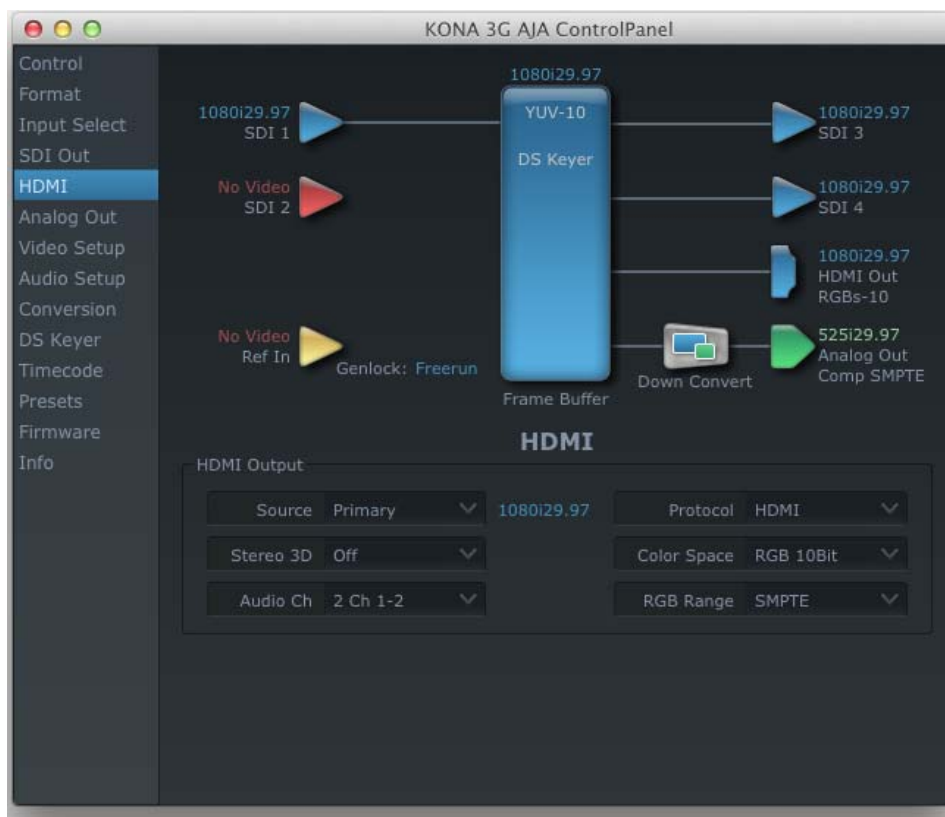 KONA 3G AJA ControlPanel
Control
Format
Input Select
SDI Out
HDMI
Analog Out
Video Setup
Audio Setup
Conversion
DS Keyer
Timecode
Presets
Firmware
Info
1080i29.97
SDI 1
No Video
SDI 2
No Video
Ref In
Genlock: Freerun
1080i29.97
YUV-10
DS Keyer
Frame Buffer
Down Convert
1080i29.97
SDI 3
1080i29.97
SDI 4
1080i29.97
HDMI Out
RGBs-10
525i29.97
Analog Out
Comp SMPTE
HDMI
HDMI Output
Source Primary 1080i29.97 Protocol HDMI
Stereo 3D Off Color Space RGB 10Bit
Audio Ch 2 Ch 1-2 RGB Range SMPTE